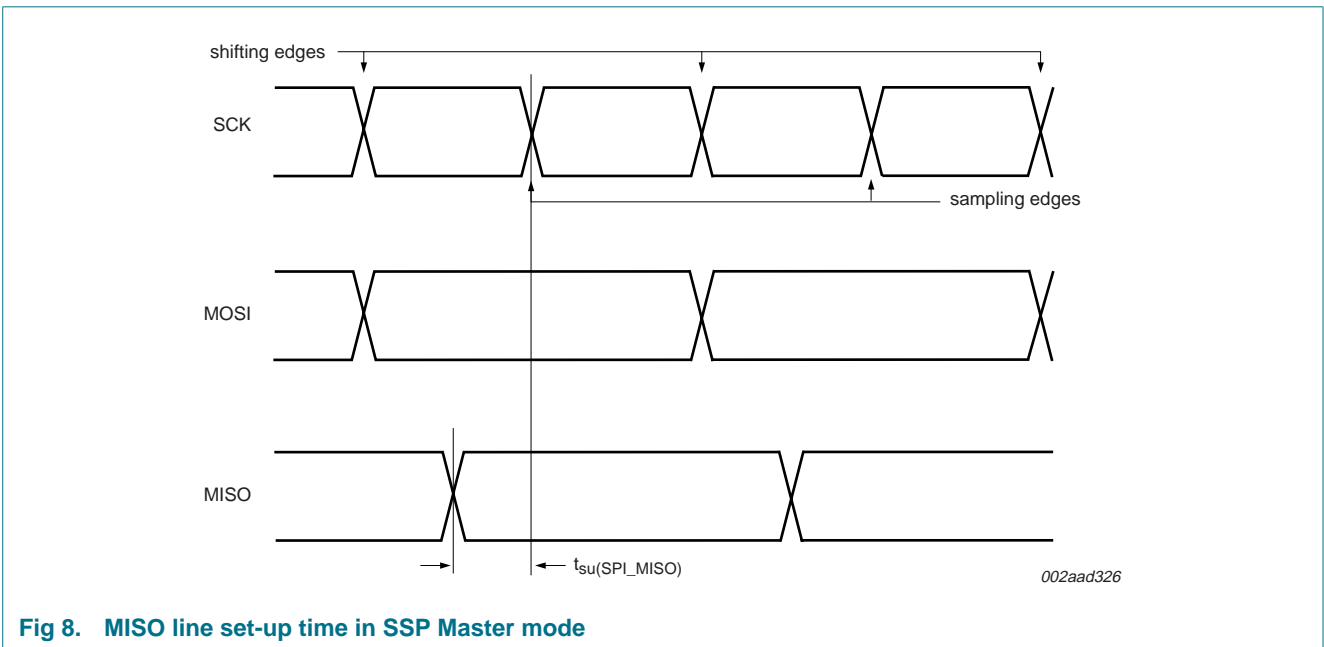 shifting edges
SCK
sampling edges
MOSI
MISO
tsu(SPI_MISO)
002aad326
Fig 8. MISO line set-up time in SSP Master mode